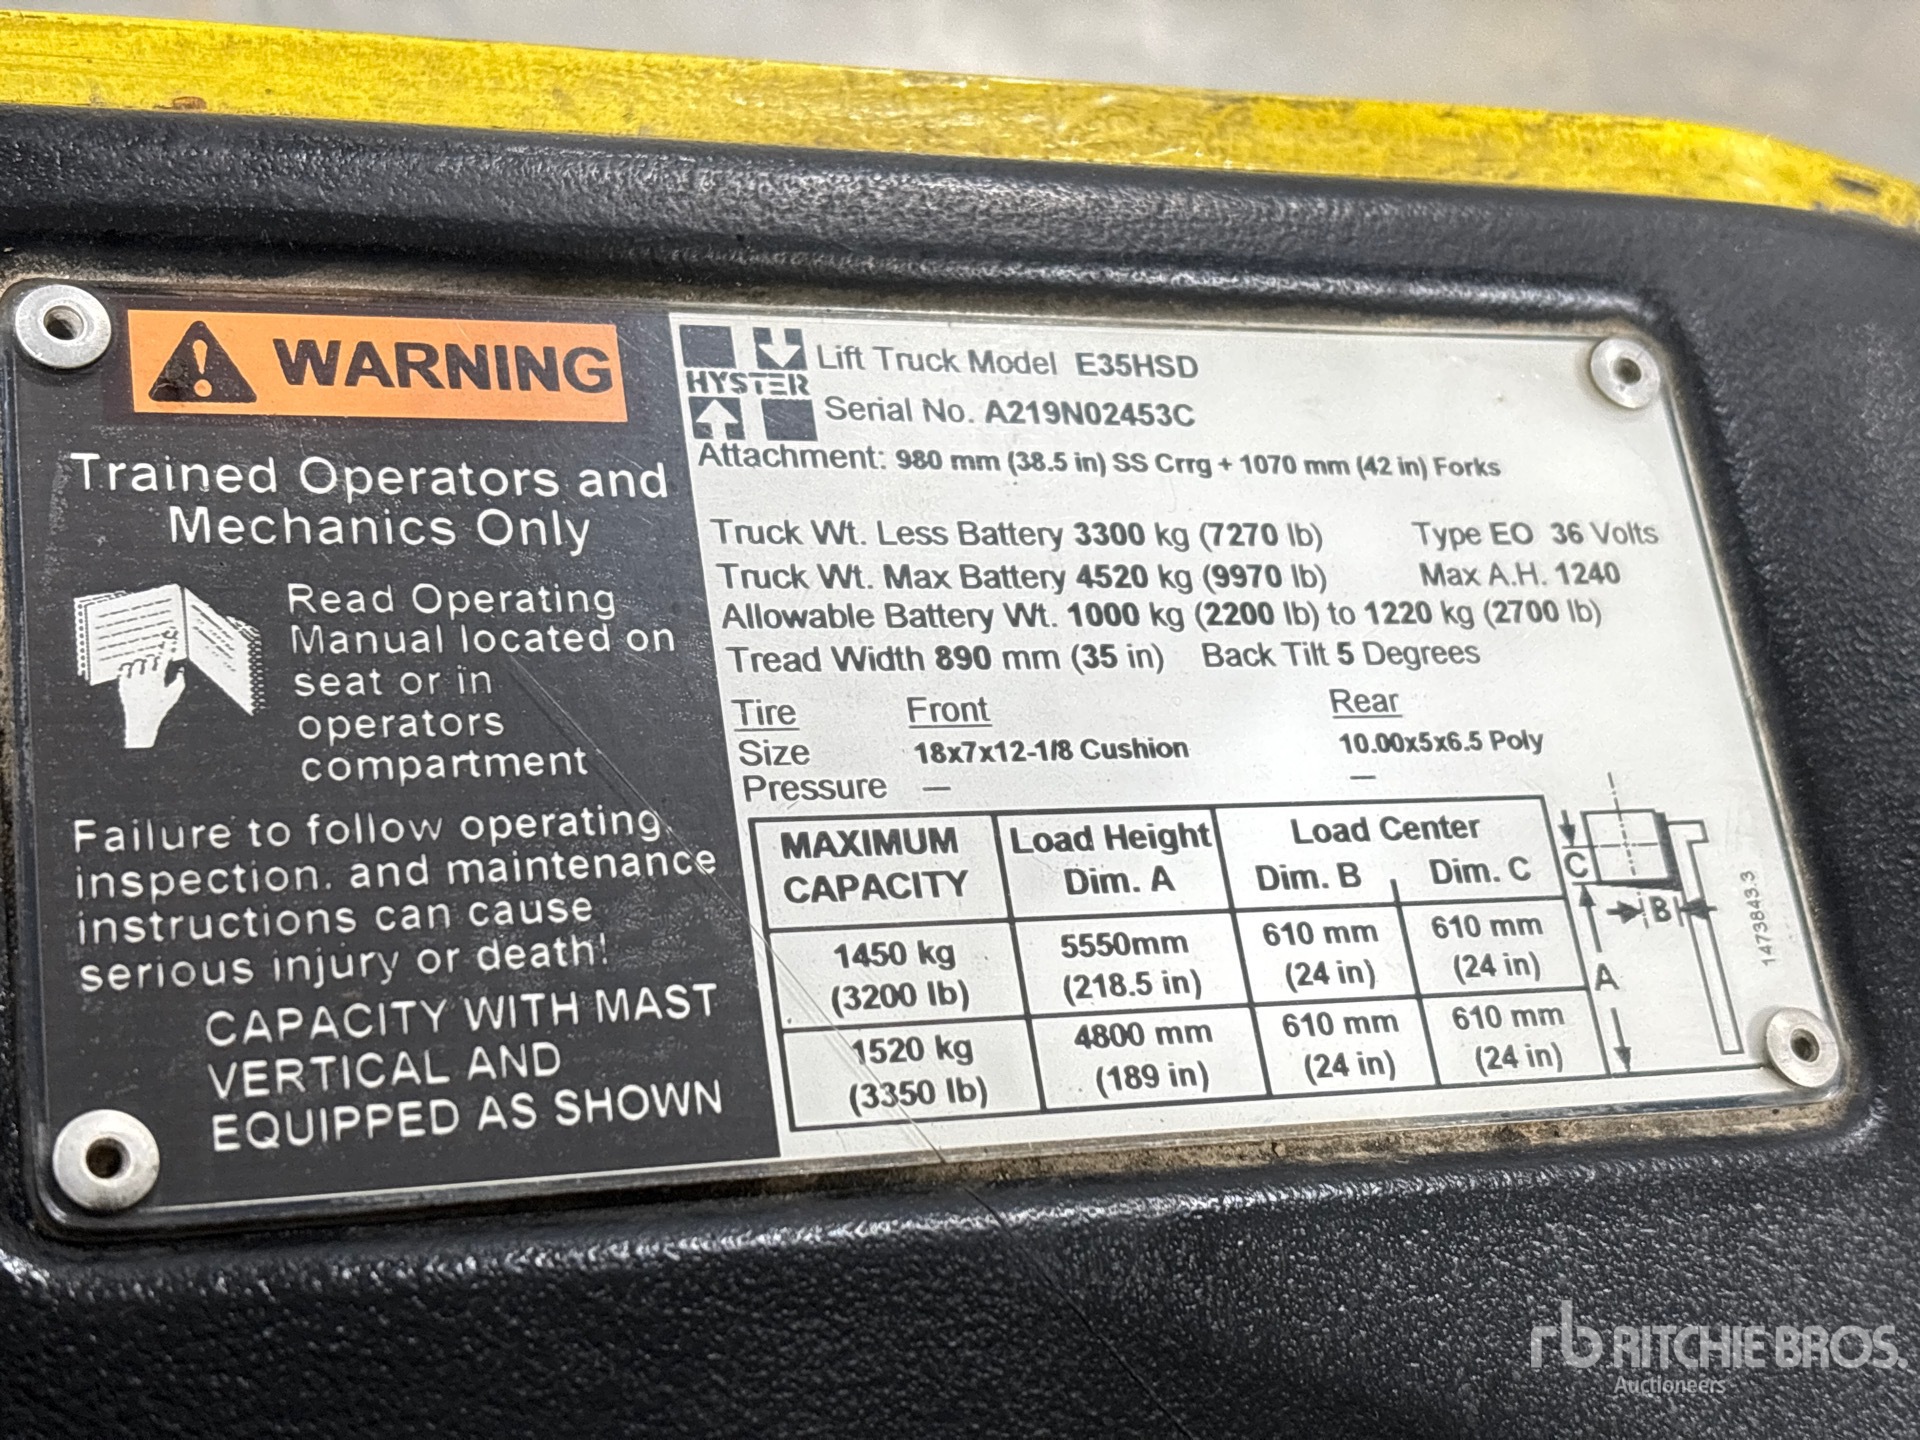 WARNING
Trained Operators and
Mechanics Only
Read Operating
Manual located on
seat or in
operators
compartment
Failure to follow operating,
inspection. and maintenance
instructions can cause
serious injury or death!
CAPACITY WITH MAST
VERTICAL AND
EQUIPPED AS SHOWN
HYSTER
Lift Truck Model E35HSD
Serial No. A219N02453C
Attachment: 980 mm (38.5 in) SS Crrg + 1070 mm (42 in) Forks
Truck Wt. Less Battery 3300 kg (7270 lb) Type EO 36 Volts
Truck Wt. Max Battery 4520 kg (9970 lb) Max A.H. 1240
Allowable Battery Wt. 1000 kg (2200 lb) to 1220 kg (2700 lb)
Tread Width 890 mm (35 in) Back Tilt 5 Degrees
Tire Front Rear
Size 18x7x12-1/8 Cushion 10.00x5x6.5 Poly
Pressure — —
MAXIMUM CAPACITY Load Height Dim. A Load Center Dim. B Dim. C
1450 kg (3200 lb) 5550mm (218.5 in) 610 mm (24 in) 610 mm (24 in)
1520 kg (3350 lb) 4800 mm (189 in) 610 mm (24 in) 610 mm (24 in)
C
B
A
1473843.3
rb RITCHIE BROS.
Auctioneers